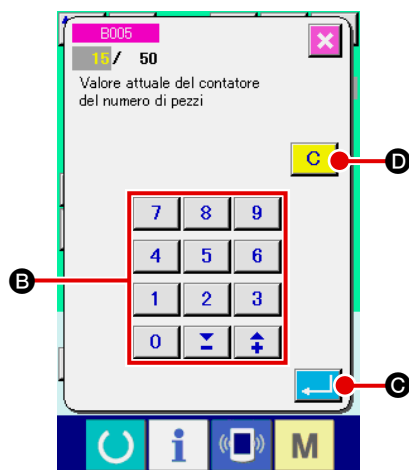 B005
15/ 50
Valore attuale del contatore
del numero di pezzi
C
D
7 8 9
B
4 5 6
1 2 3
0
C
i
M